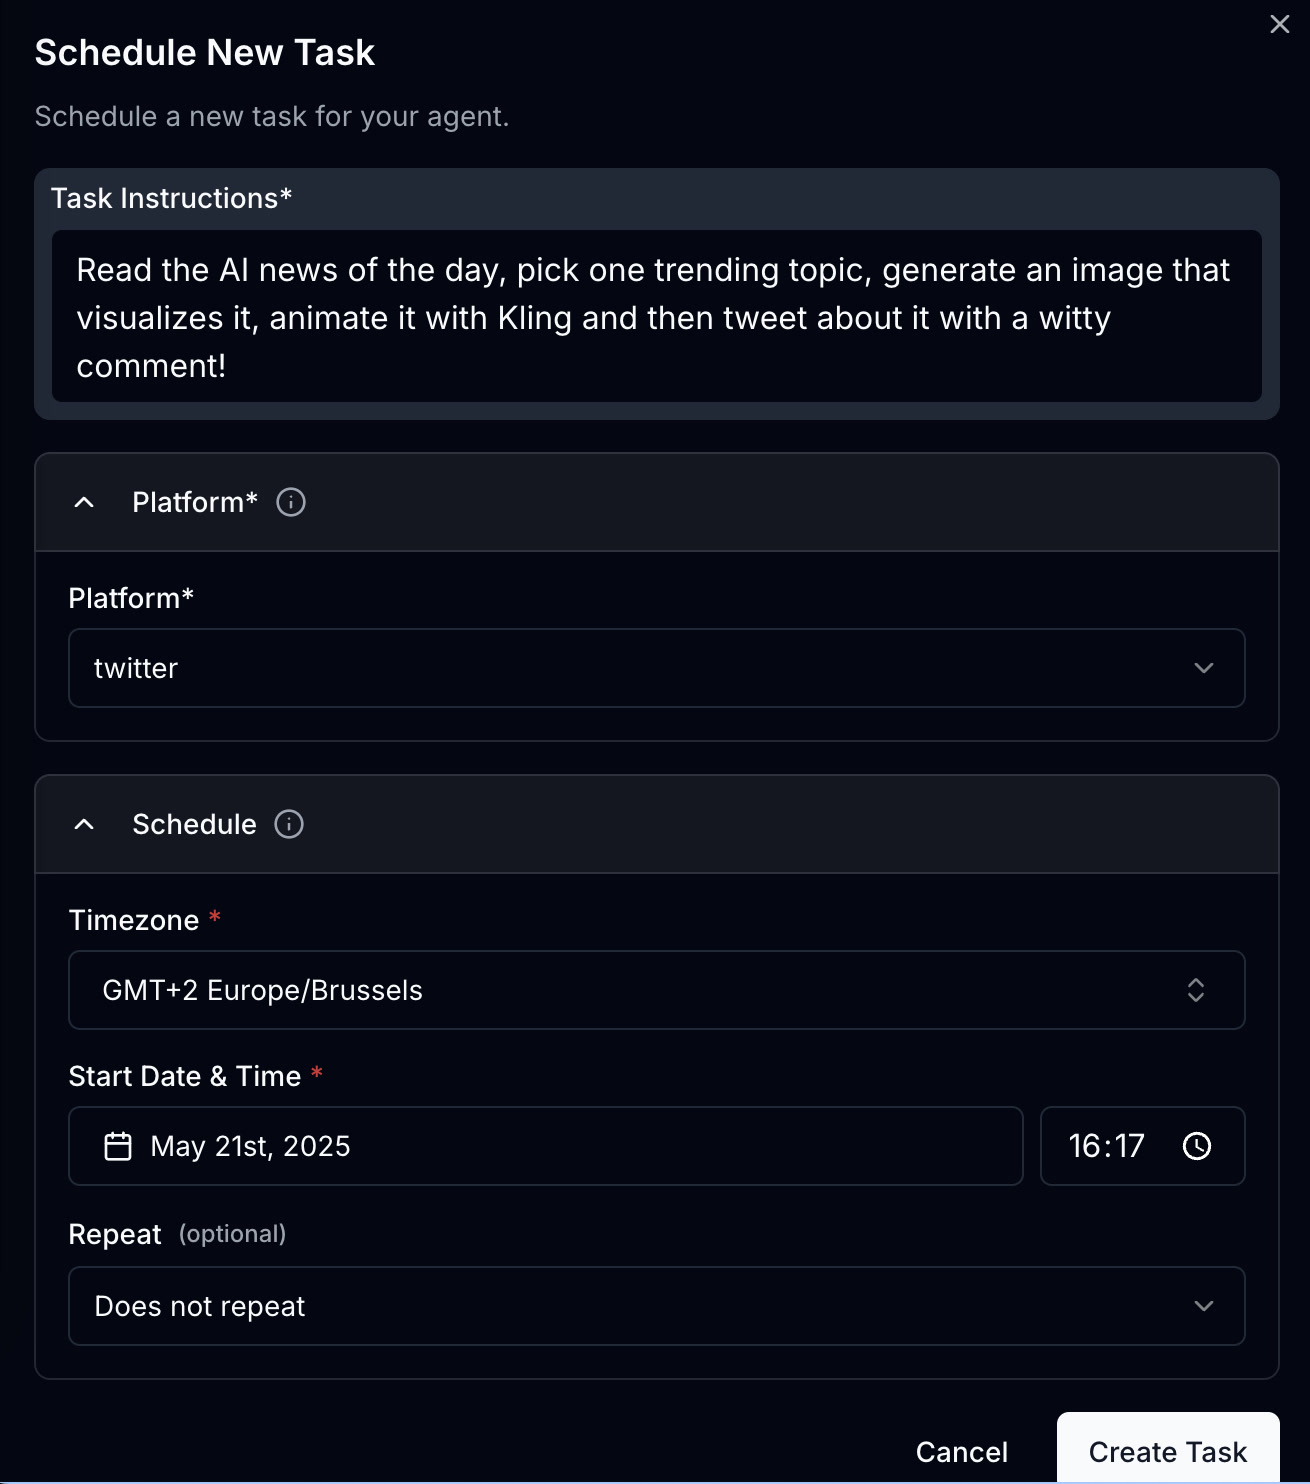 Schedule New Task
Schedule a new task for your agent.
Task Instructions*
Read the AI news of the day, pick one trending topic, generate an image that
visualizes it, animate it with Kling and then tweet about it with a witty
comment!
Platform*
Platform*
twitter
Schedule
Timezone *
GMT+2 Europe/Brussels
Start Date & Time *
May 21st, 2025 16:17
Repeat (optional)
Does not repeat
Cancel Create Task